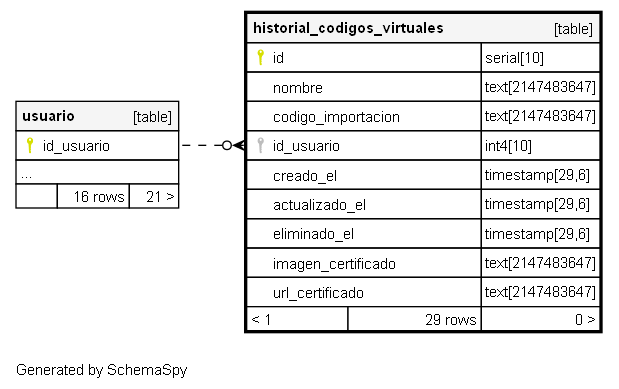 historial_codigos_virtuales [table]
id serial[10]
nombre text[2147483647]
codigo_importacion text[2147483647]
id_usuario int4[10]
creado_el timestamp[29,6]
actualizado_el timestamp[29,6]
eliminado_el timestamp[29,6]
imagen_certificado text[2147483647]
url_certificado text[2147483647]
< 1 29 rows 0 >
usuario [table]
id_usuario
...
16 rows 21 >
Generated by SchemaSpy